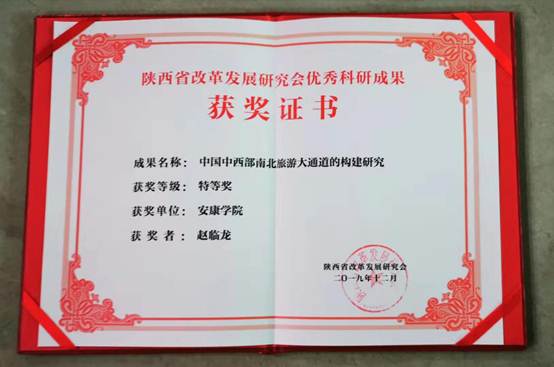 陕西省改革发展研究会优秀科研成果
获奖证书
成果名称：中国中西部南北旅游大通道的构建研究
获奖等级：特等奖
获奖单位：安康学院
获 奖 者：赵临龙
陕西省改革发展研究会
二〇一九年十二月